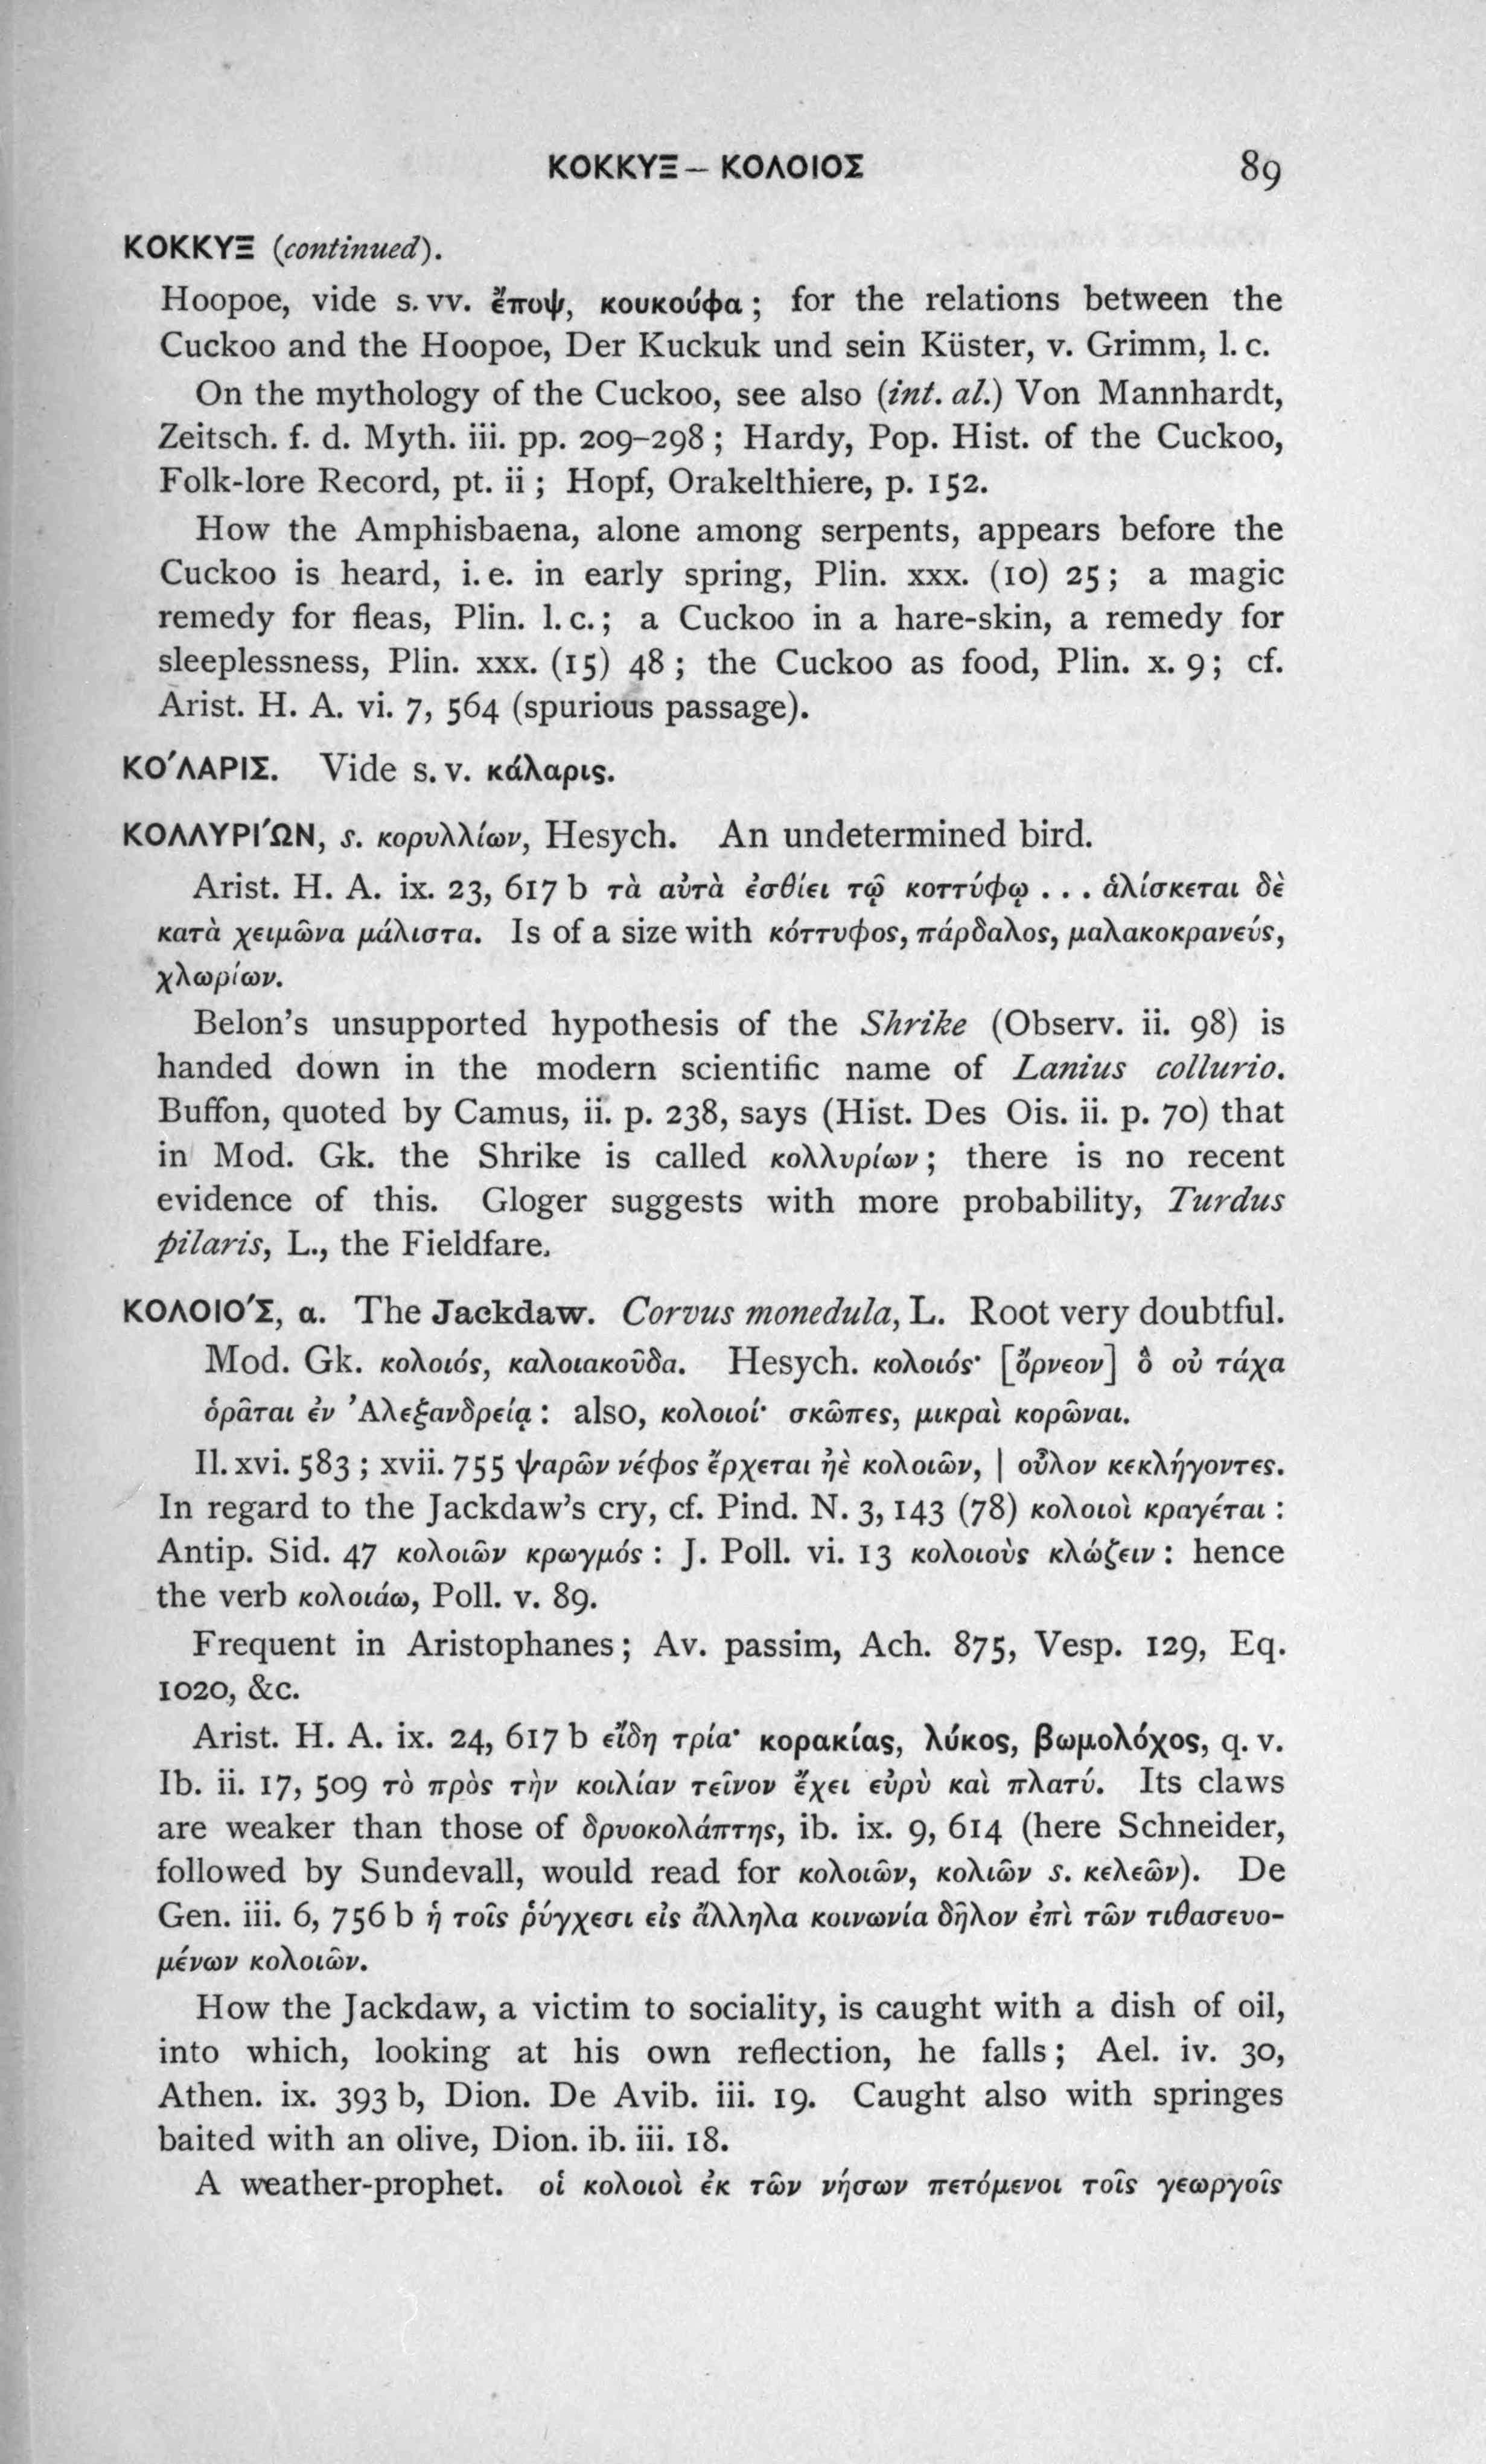 ΚΟΚΚΥΞ – ΚΟΛΟΙΟΣ 89
ΚΟΚΚΥΞ (continued).
Hoopoe, vide s. vv. ἔποψ, κουκούφα ; for the relations between the
Cuckoo and the Hoopoe, Der Kuckuk und sein Küster, v. Grimm, l. c.
On the mythology of the Cuckoo, see also (int. al.) Von Mannhardt,
Zeitsch. f. d. Myth. iii. pp. 209–298 ; Hardy, Pop. Hist. of the Cuckoo,
Folk-lore Record, pt. ii ; Hopf, Orakelthiere, p. 152.
How the Amphisbaena, alone among serpents, appears before the
Cuckoo is heard, i. e. in early spring, Plin. xxx. (10) 25 ; a magic
remedy for fleas, Plin. l. c. ; a Cuckoo in a hare-skin, a remedy for
sleeplessness, Plin. xxx. (15) 48 ; the Cuckoo as food, Plin. x. 9 ; cf.
Arist. H. A. vi. 7, 564 (spurious passage).
ΚΟ΄ΛΑΡΙΣ. Vide s. v. κάλαρις.
ΚΟΛΛΥΡΙ΄ΩΝ, s. κορυλλίων, Hesych. An undetermined bird.
Arist. H. A. ix. 23, 617 b τὰ αὐτὰ ἐσθίει τῷ κοττύφῳ . . . ἁλίσκεται δὲ
κατὰ χειμῶνα μάλιστα. Is of a size with κόττυφος, πάρδαλος, μαλακοκρανεύς,
χλωρίων.
Belon's unsupported hypothesis of the Shrike (Observ. ii. 98) is
handed down in the modern scientific name of Lanius collurio.
Buffon, quoted by Camus, ii. p. 238, says (Hist. Des Ois. ii. p. 70) that
in Mod. Gk. the Shrike is called κολλυρίων ; there is no recent
evidence of this. Gloger suggests with more probability, Turdus
pilaris, L., the Fieldfare.
ΚΟΛΟΙΟ΄Σ, α. The Jackdaw. Corvus monedula, L. Root very doubtful.
Mod. Gk. κολοιός, καλοιακοῦδα. Hesych. κολοιός· [ὄρνεον] ὃ οὐ τάχα
ὁρᾶται ἐν Ἀλεξανδρείᾳ : also, κολοιοί· σκῶπες, μικραὶ κορῶναι.
Il. xvi. 583 ; xvii. 755 ψαρῶν νέφος ἔρχεται ἠὲ κολοιῶν, | οὖλον κεκλήγοντες.
In regard to the Jackdaw's cry, cf. Pind. N. 3, 143 (78) κολοιοὶ κραγέται :
Antip. Sid. 47 κολοιῶν κρωγμός : J. Poll. vi. 13 κολοιοὺς κλώζειν : hence
the verb κολοιάω, Poll. v. 89.
Frequent in Aristophanes ; Av. passim, Ach. 875, Vesp. 129, Eq.
1020, &c.
Arist. H. A. ix. 24, 617 b εἴδη τρία· κορακίας, λύκος, βωμολόχος, q. v.
Ib. ii. 17, 509 τὸ πρὸς τὴν κοιλίαν τεῖνον ἔχει εὐρὺ καὶ πλατύ. Its claws
are weaker than those of δρυοκολάπτης, ib. ix. 9, 614 (here Schneider,
followed by Sundevall, would read for κολοιῶν, κολιῶν s. κελεῶν). De
Gen. iii. 6, 756 b ἡ τοῖς ῥύγχεσι εἰς ἄλληλα κοινωνία δῆλον ἐπὶ τῶν τιθασευο-
μένων κολοιῶν.
How the Jackdaw, a victim to sociality, is caught with a dish of oil,
into which, looking at his own reflection, he falls ; Ael. iv. 30,
Athen. ix. 393 b, Dion. De Avib. iii. 19. Caught also with springes
baited with an olive, Dion. ib. iii. 18.
A weather-prophet. οἱ κολοιοὶ ἐκ τῶν νήσων πετόμενοι τοῖς γεωργοῖς